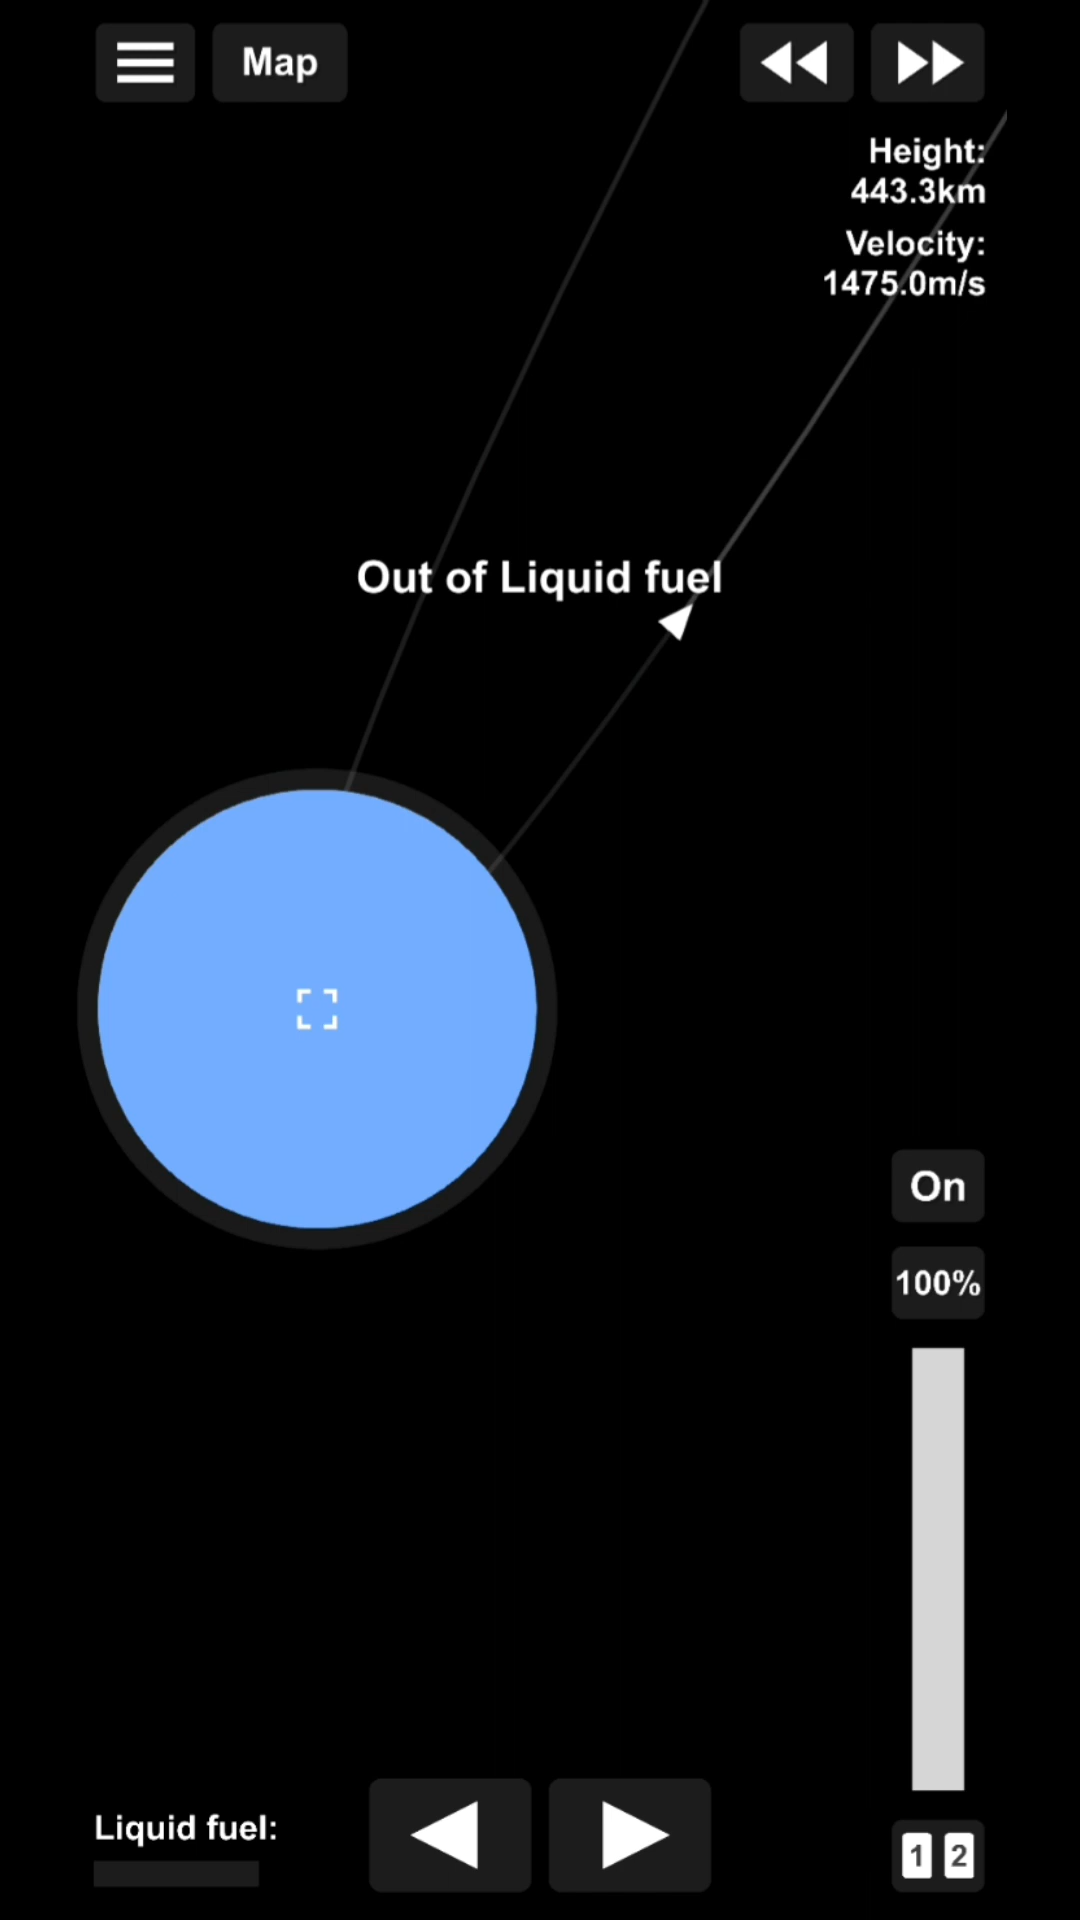 Map
Height:
443.3km
Velocity:
1475.0m/s
Out of Liquid fuel
On
100%
Liquid fuel:
1 2